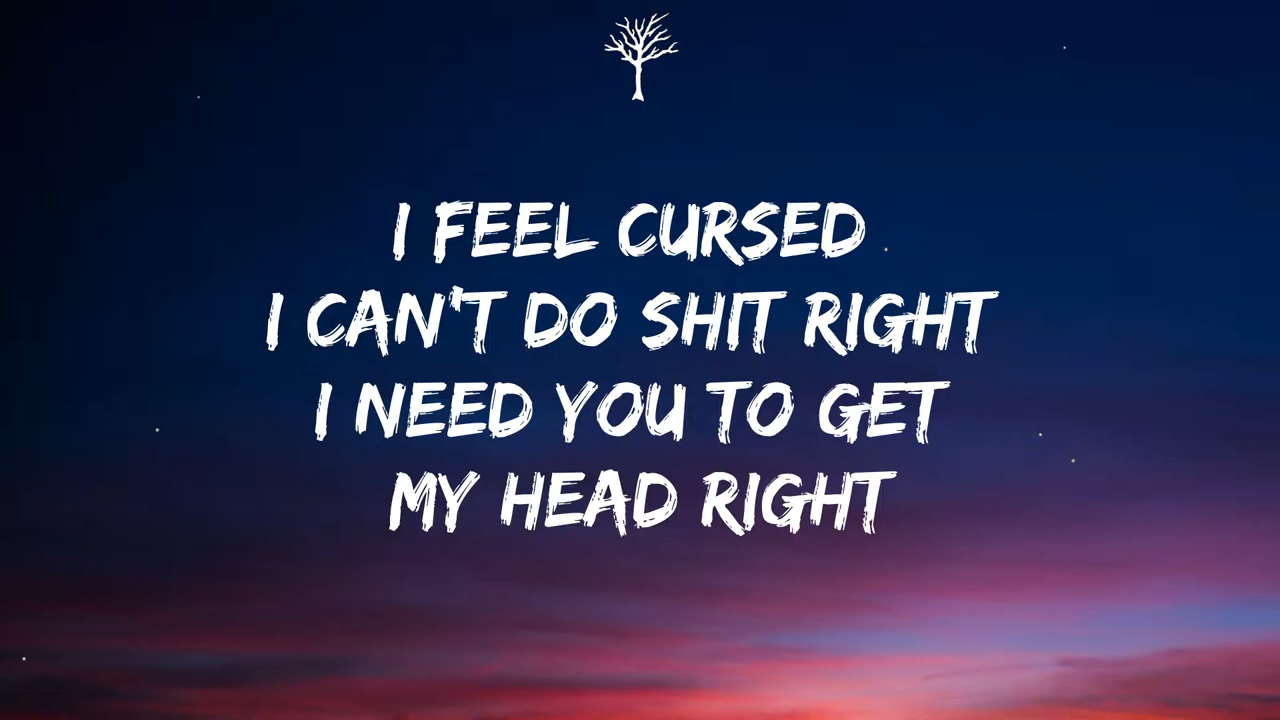 I FEEL CURSED
I CAN'T DO SHIT RIGHT
I NEED YOU TO GET
MY HEAD RIGHT